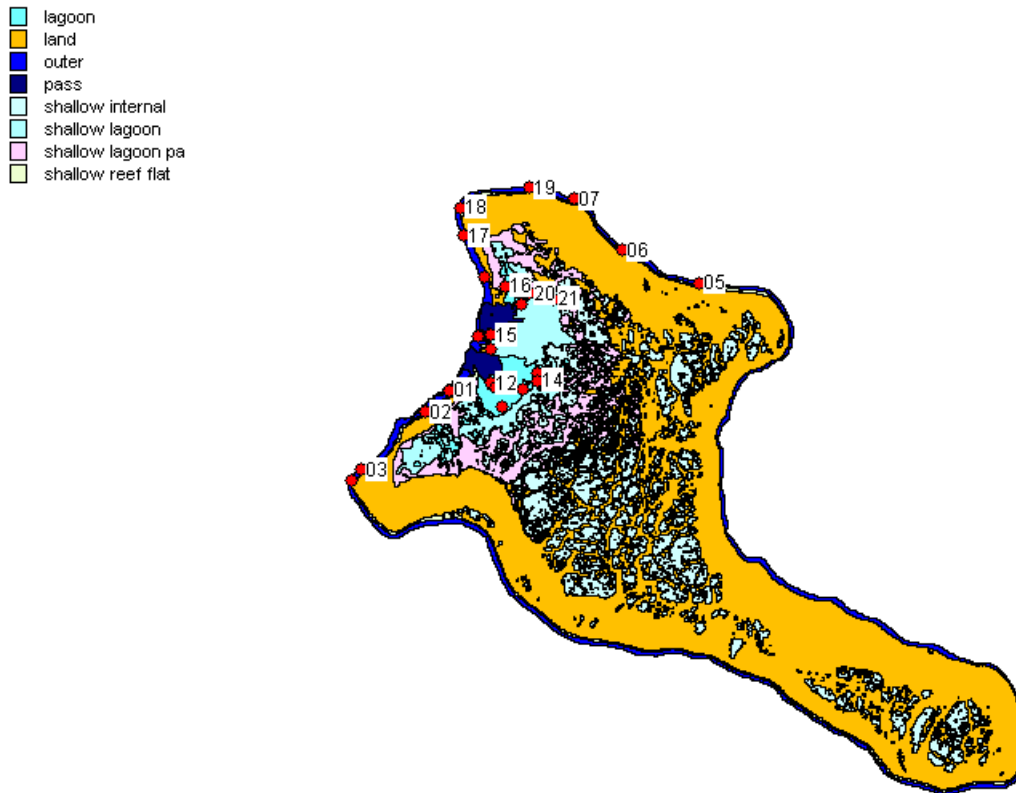 lagoon
land
outer
pass
shallow internal
shallow lagoon
shallow lagoon pa
shallow reef flat
19
07
18
17
06
05
16
20
21
15
12
14
01
02
03